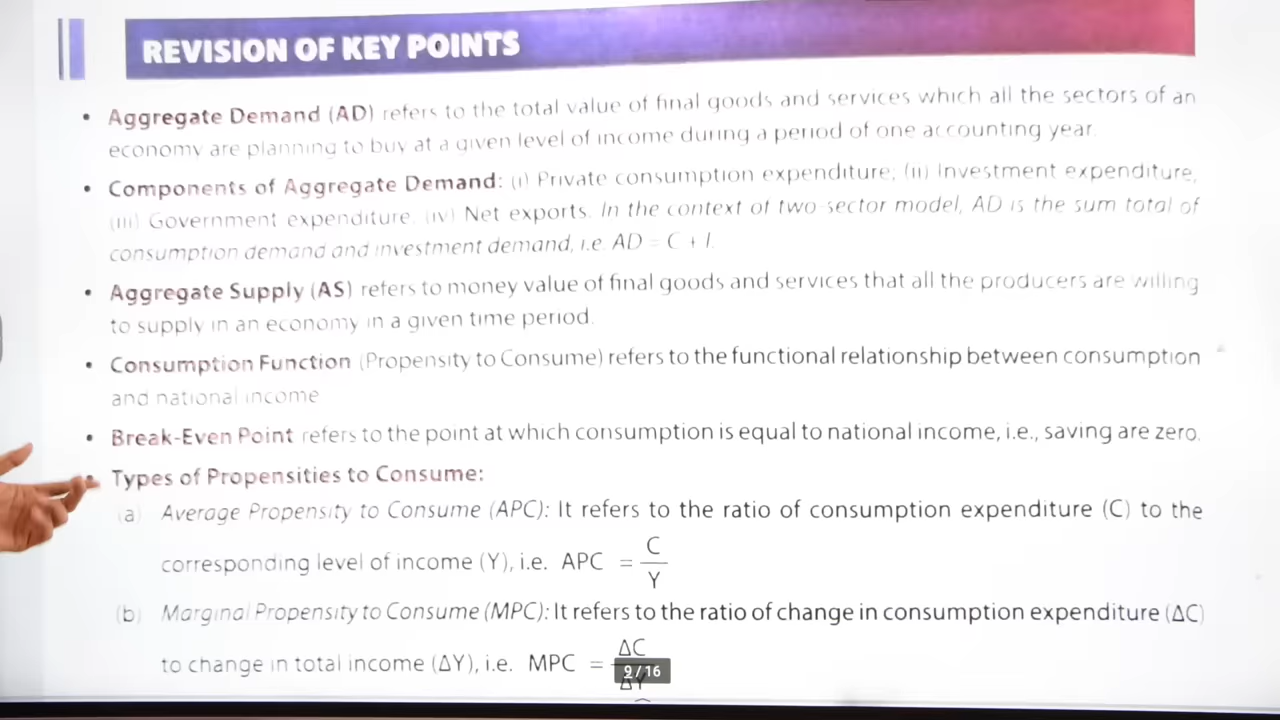 REVISION OF KEY POINTS
• Aggregate Demand (AD) refers to the total value of final goods and services which all the sectors of an
economy are planning to buy at a given level of income during a period of one accounting year.
• Components of Aggregate Demand: (i) Private consumption expenditure, (ii) Investment expenditure,
(iii) Government expenditure, (iv) Net exports. In the context of two-sector model, AD is the sum total of
consumption demand and investment demand, i.e. AD = C + I.
• Aggregate Supply (AS) refers to money value of final goods and services that all the producers are willing
to supply in an economy in a given time period.
• Consumption Function (Propensity to Consume) refers to the functional relationship between consumption
and national income
• Break-Even Point refers to the point at which consumption is equal to national income, i.e., saving are zero.
• Types of Propensities to Consume:
(a) Average Propensity to Consume (APC): It refers to the ratio of consumption expenditure (C) to the
corresponding level of income (Y), i.e. APC = C/Y
(b) Marginal Propensity to Consume (MPC): It refers to the ratio of change in consumption expenditure (ΔC)
to change in total income (ΔY), i.e. MPC = ΔC/ΔY
9/16